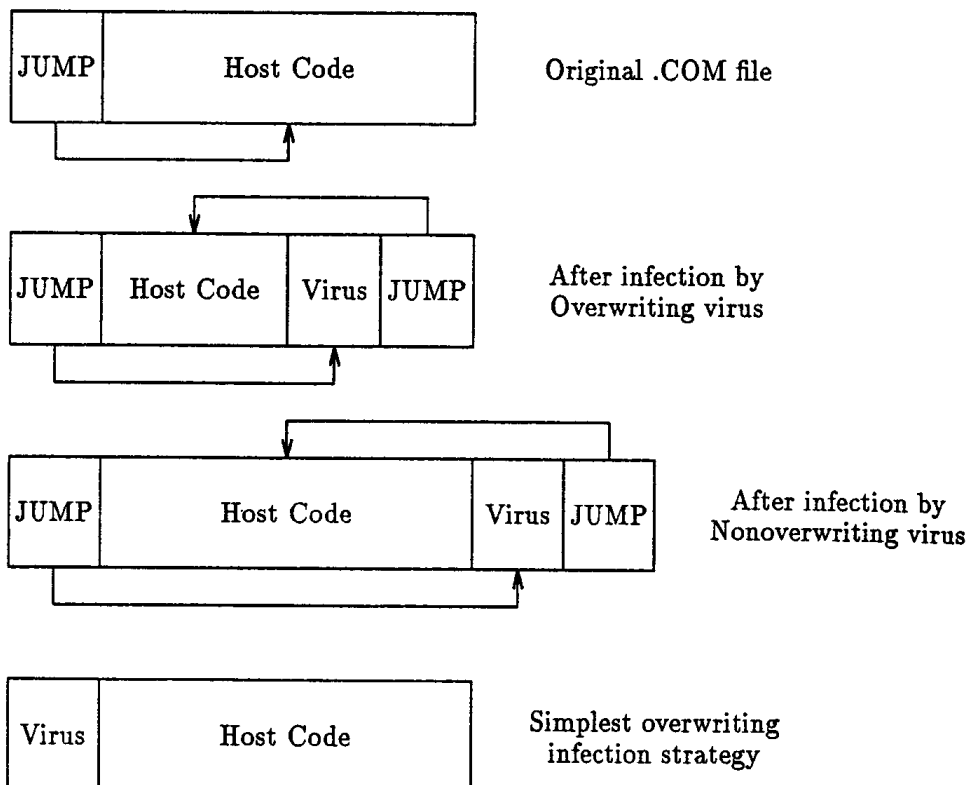 JUMP Host Code Original .COM file
JUMP Host Code Virus JUMP
After infection by
Overwriting virus
JUMP Host Code Virus JUMP
After infection by
Nonoverwriting virus
Virus Host Code
Simplest overwriting
infection strategy